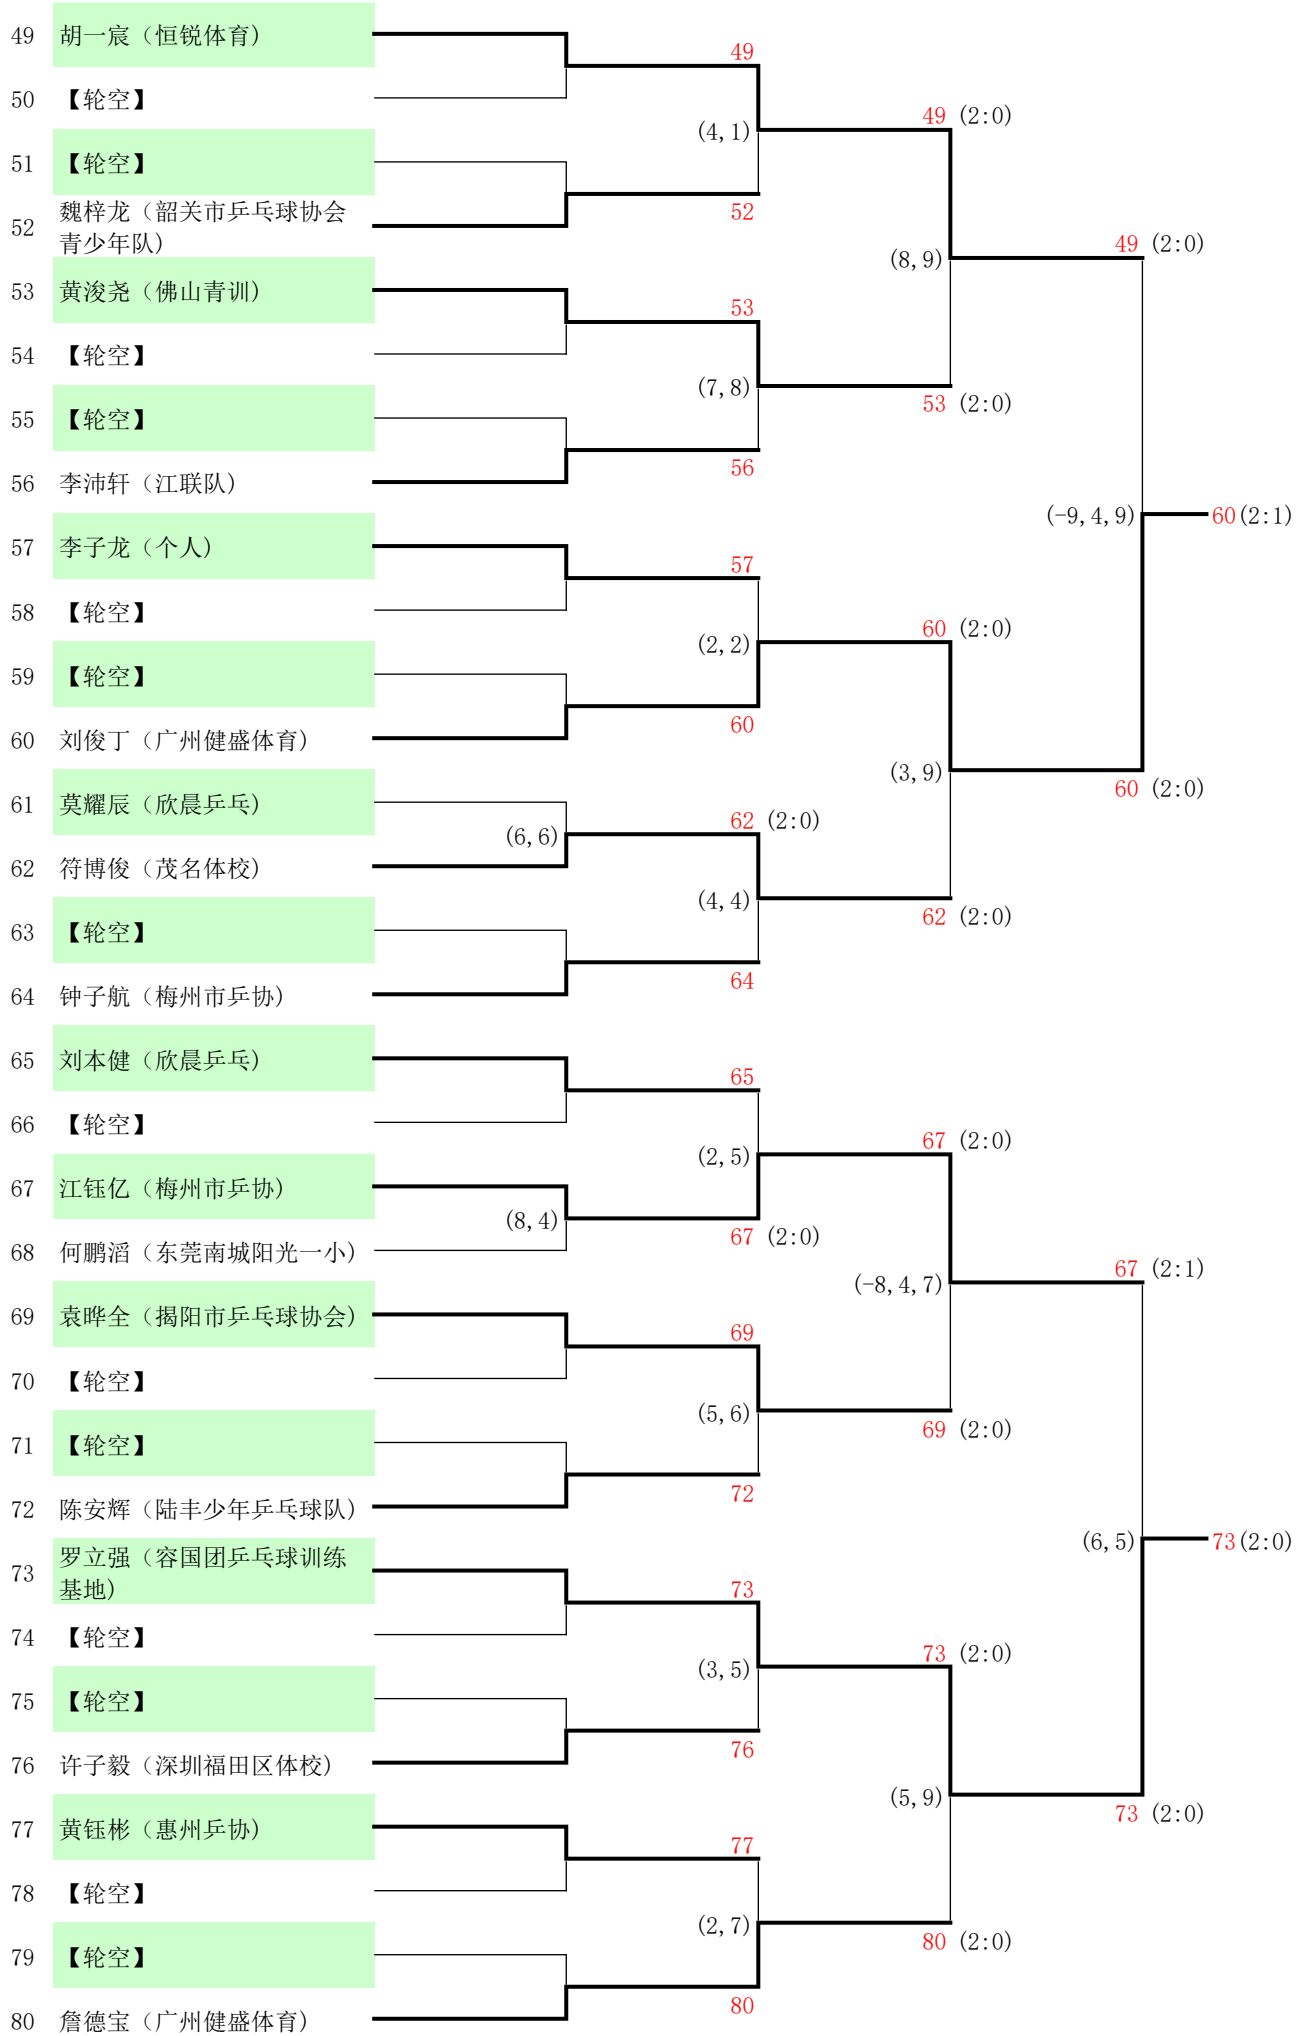 49 胡一宸（恒锐体育）
49
50 【轮空】
49 (2:0)
(4,1)
51 【轮空】
52
52 魏梓龙（韶关市乒乓球协会
青少年队）
49 (2:0)
(8,9)
53 黄浚尧（佛山青训）
53
54 【轮空】
(7,8)
53 (2:0)
55 【轮空】
56
56 李沛轩（江联队）
(-9,4,9)
60(2:1)
57 李子龙（个人）
57
58 【轮空】
60 (2:0)
(2,2)
59 【轮空】
60
60 刘俊丁（广州健盛体育）
(3,9)
60 (2:0)
61 莫耀辰（欣晨乒乓）
62 (2:0)
(6,6)
62 符博俊（茂名体校）
(4,4)
62 (2:0)
63 【轮空】
64
64 钟子航（梅州市乒协）
65 刘本健（欣晨乒乓）
65
66 【轮空】
67 (2:0)
(2,5)
67 江钰亿（梅州市乒协）
(8,4)
67 (2:0)
68 何鹏滔（东莞南城阳光一小）
67 (2:1)
(-8,4,7)
69 袁晔全（揭阳市乒乓球协会）
69
70 【轮空】
(5,6)
69 (2:0)
71 【轮空】
72
72 陈安辉（陆丰少年乒乓球队）
(6,5)
73(2:0)
73 罗立强（容国团乒乓球训练
基地）
73
74 【轮空】
73 (2:0)
(3,5)
75 【轮空】
76
76 许子毅（深圳福田区体校）
(5,9)
73 (2:0)
77 黄钰彬（惠州乒协）
77
78 【轮空】
(2,7)
80 (2:0)
79 【轮空】
80
80 詹德宝（广州健盛体育）